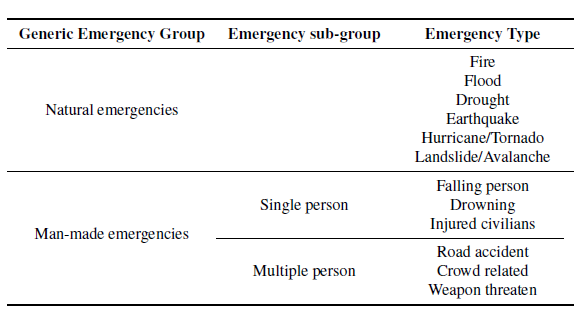 Generic Emergency Group Emergency sub-group Emergency Type
Natural emergencies
Fire
Flood
Drought
Earthquake
Hurricane/Tornado
Landslide/Avalanche
Man-made emergencies
Single person
Falling person
Drowning
Injured civilians
Multiple person
Road accident
Crowd related
Weapon threaten